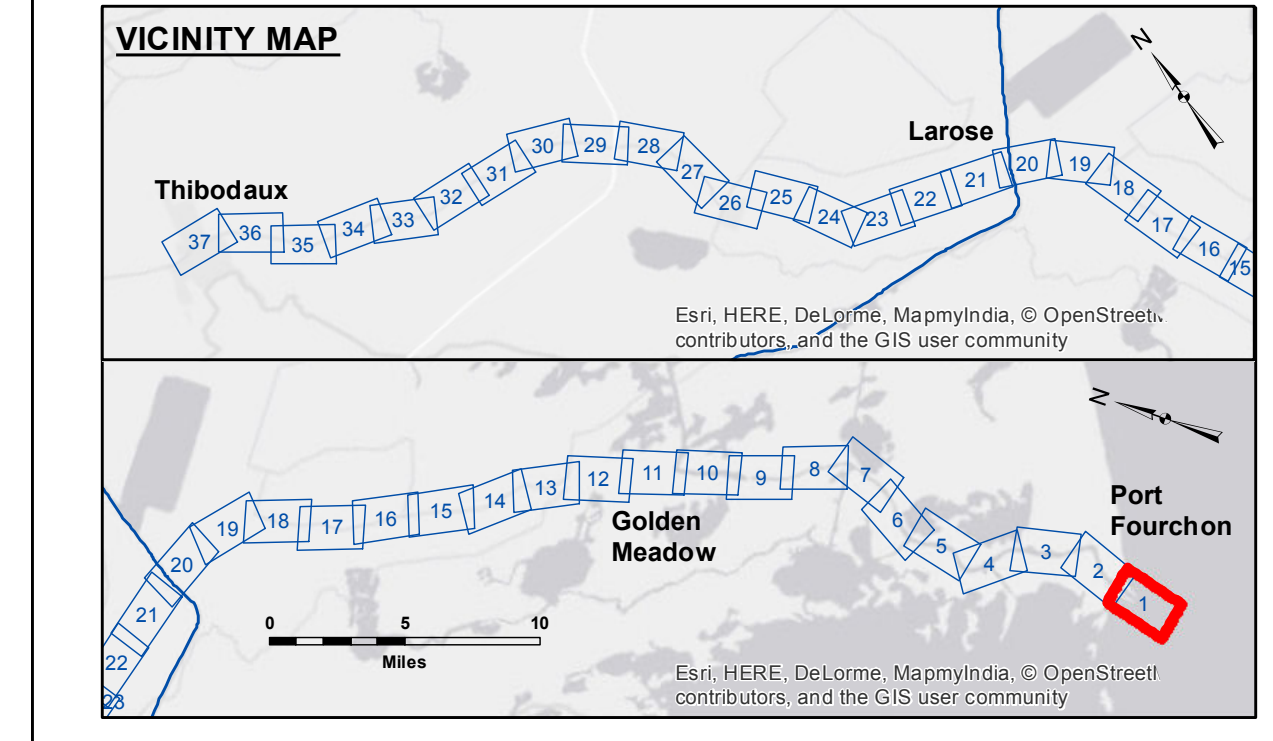 VICINITY MAP
N
Thibodaux
Larose
37 36 35 34 33 32 31 30 29 28 27 26 25 24 23 22 21 20 19 18 17 16 15
Esri, HERE, DeLorme, MapmyIndia, ©
contributors, and the GIS user community
N
Port
Fourchon
Golden
Meadow
23 22 21 20 19 18 17 16 15 14 13 12 11 10 9 8 7 6 5 4 3 2 1
0 5 10
Miles
Esri, HERE, DeLorme, MapmyIndia, ©
contributors, and the GIS user community